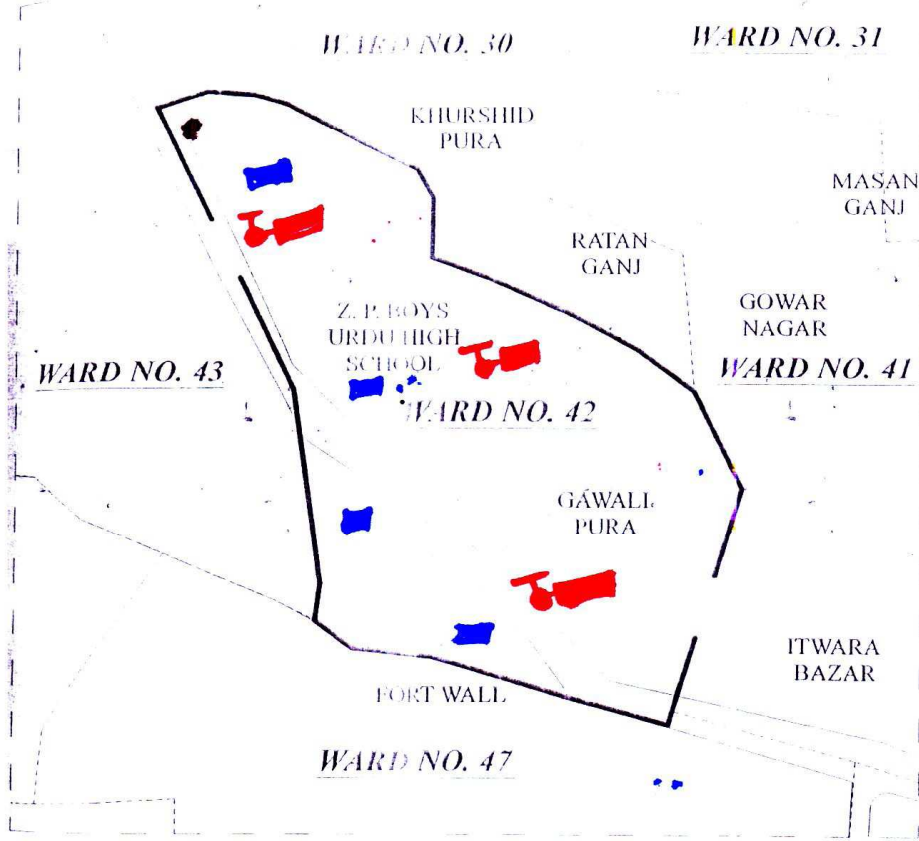 WARD NO. 30
WARD NO. 31
KHURSHID
PURA
MASAN
GANJ
RATAN
GANJ
GOWAR
NAGAR
Z. P. BOYS
URDU HIGH
SCHOOL
WARD NO. 43
WARD NO. 41
WARD NO. 42
GAWALI
PURA
ITWARA
BAZAR
FORT WALL
WARD NO. 47